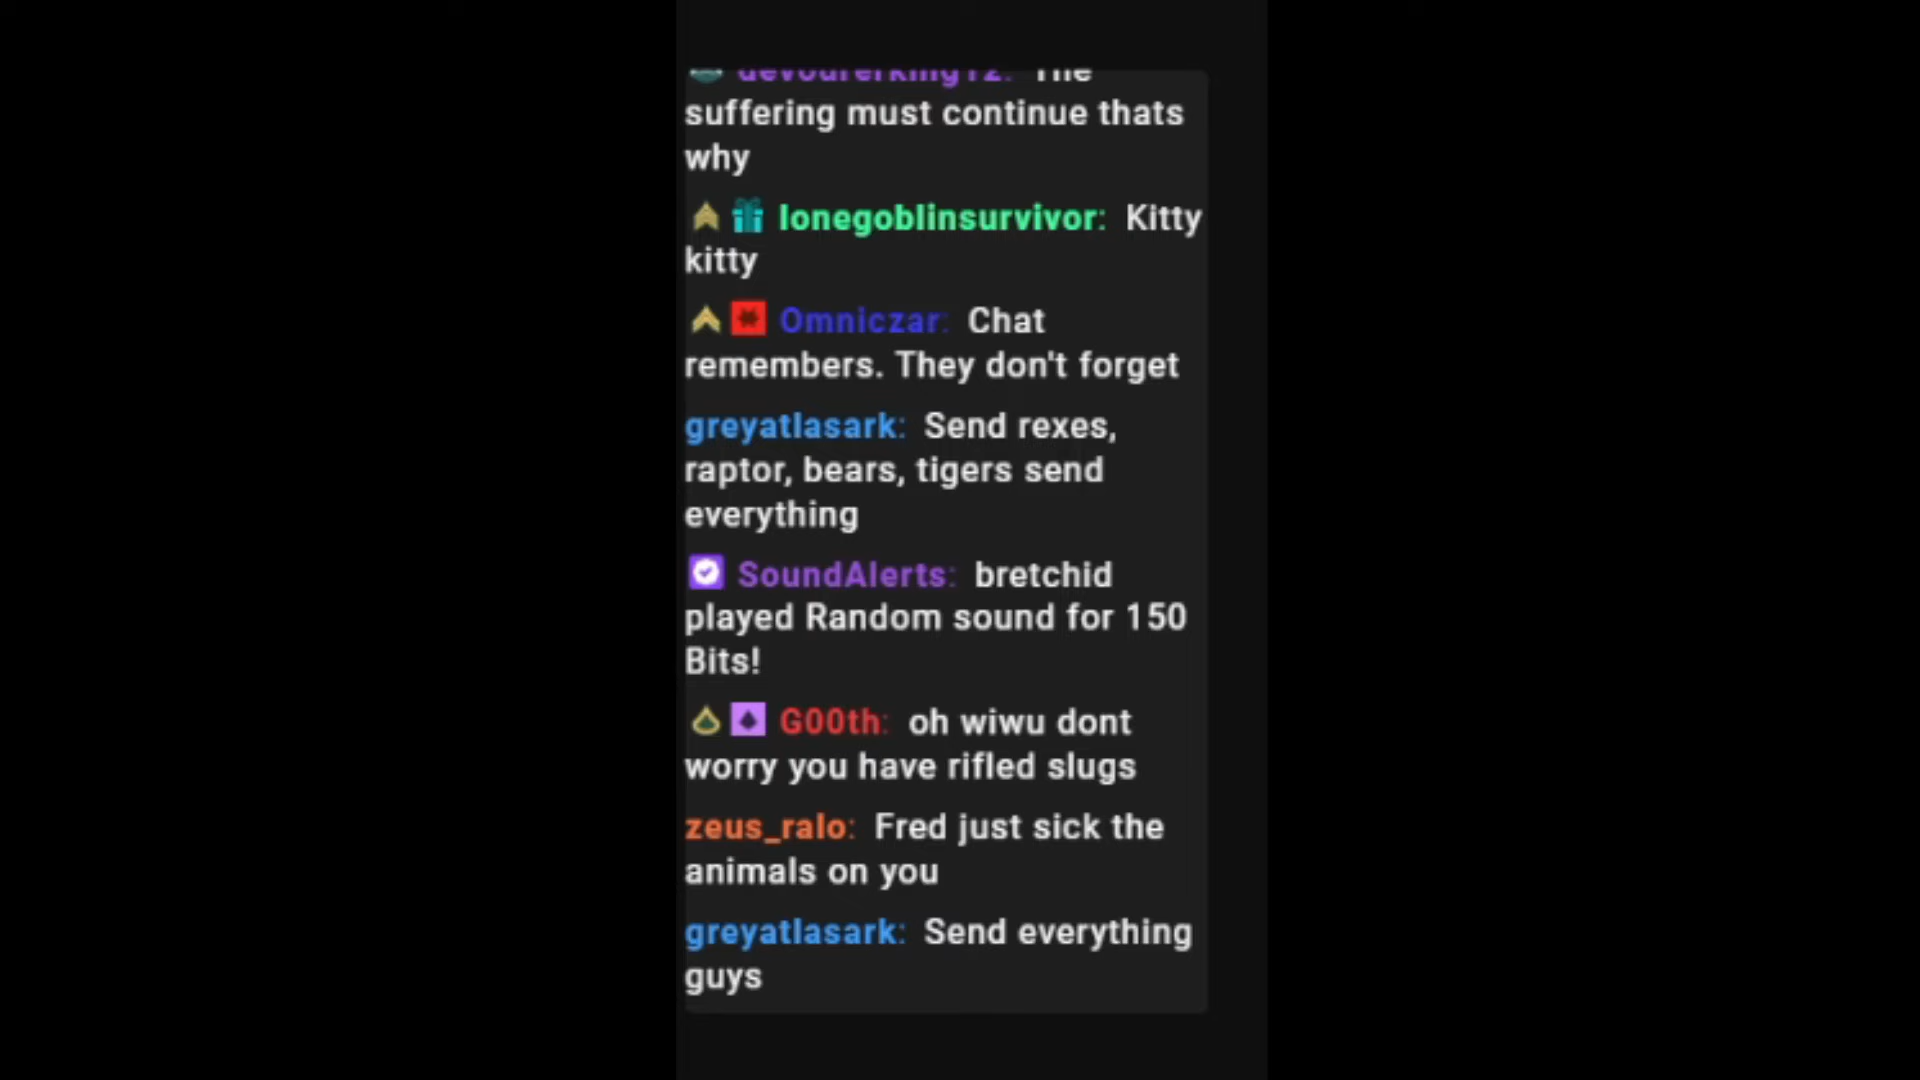 devourerking12: The
suffering must continue thats
why
lonegoblinsurvivor: Kitty
kitty
Omniczar: Chat
remembers. They don't forget
greyatlasark: Send rexes,
raptor, bears, tigers send
everything
SoundAlerts: bretchid
played Random sound for 150
Bits!
G00th: oh wiwu dont
worry you have rifled slugs
zeus_ralo: Fred just sick the
animals on you
greyatlasark: Send everything
guys